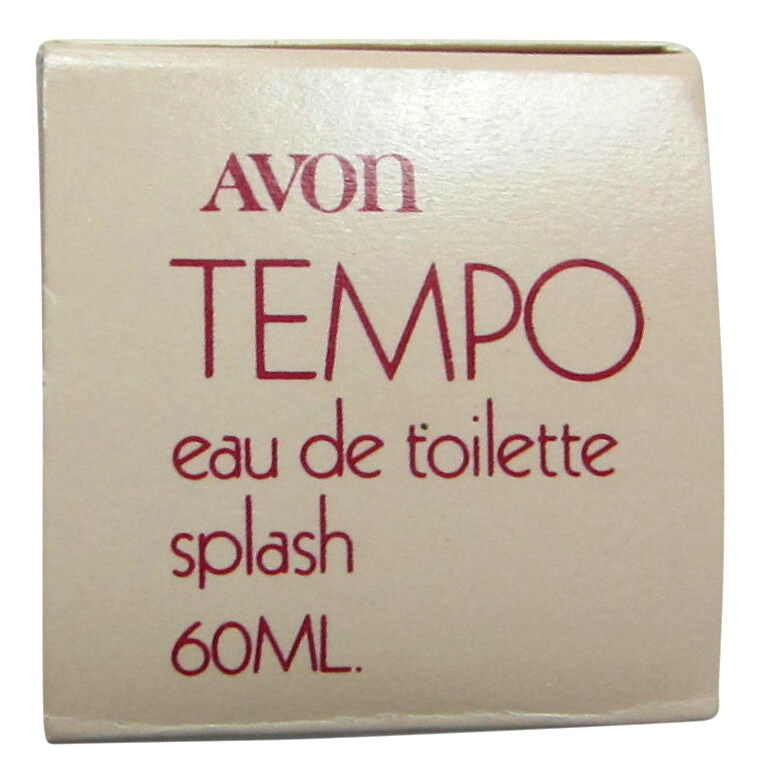 AVON
TEMPO
eau de toilette
splash
60ML.